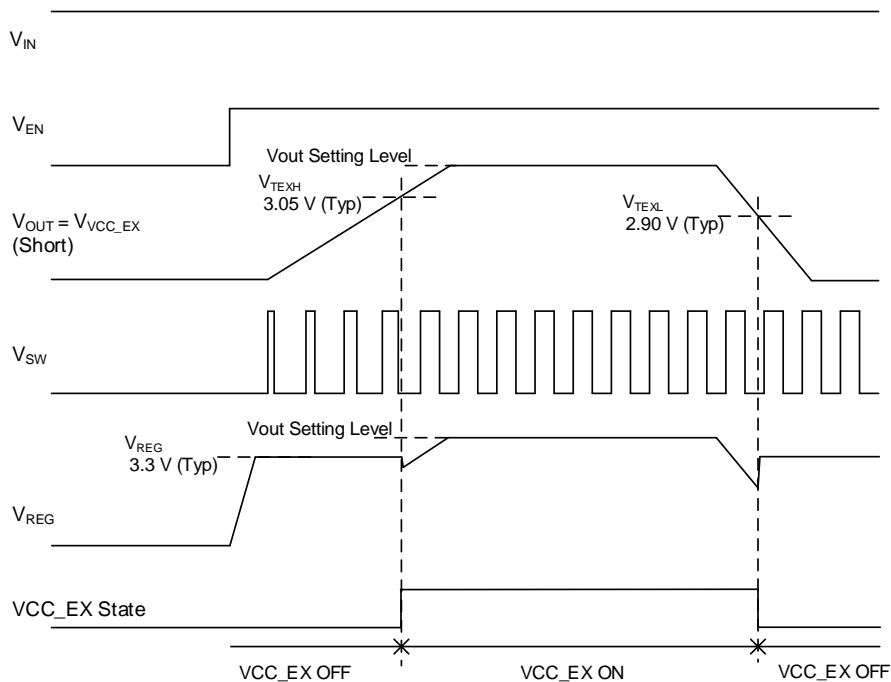 VIN
VEN
Vout Setting Level
VTEXH
3.05 V (Typ)
VTEXL
2.90 V (Typ)
VOUT = VVCC_EX
(Short)
VSW
Vout Setting Level
VREG
3.3 V (Typ)
VREG
VCC_EX State
VCC_EX OFF
VCC_EX ON
VCC_EX OFF